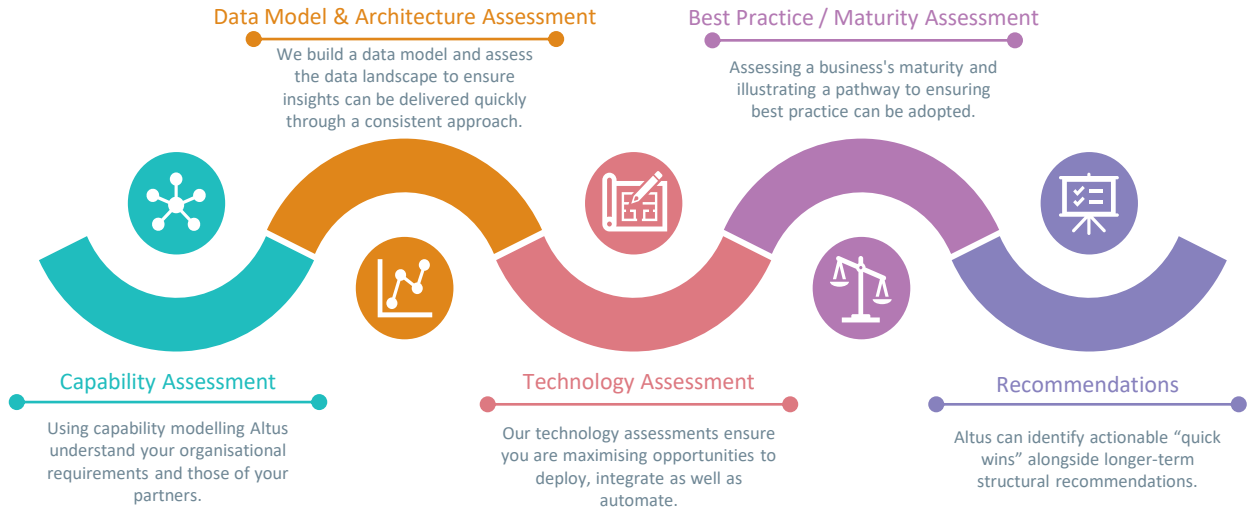 Data Model & Architecture Assessment
We build a data model and assess
the data landscape to ensure
insights can be delivered quickly
through a consistent approach.
Best Practice / Maturity Assessment
Assessing a business's maturity and
illustrating a pathway to ensuring
best practice can be adopted.
Capability Assessment
Using capability modelling Altus
understand your organisational
requirements and those of your
partners.
Technology Assessment
Our technology assessments ensure
you are maximising opportunities to
deploy, integrate as well as
automate.
Recommendations
Altus can identify actionable “quick
wins” alongside longer-term
structural recommendations.